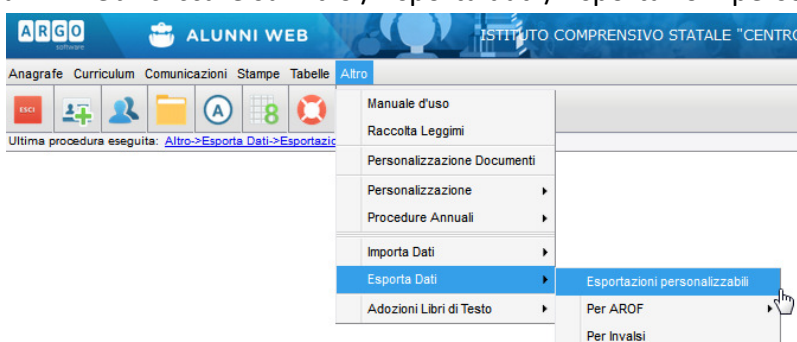 ARGO
software
ALUNNI WEB
ISTITUTO COMPRENSIVO STATALE "CENTRO
Anagrafe Curriculum Comunicazioni Stampe Tabelle Altro
ESCI
A
8
Ultima procedura eseguita: Altro->Esporta Dati->Esportazio
Manuale d'uso
Raccolta Leggimi
Personalizzazione Documenti
Personalizzazione
Procedure Annuali
Importa Dati
Esporta Dati
Adozioni Libri di Testo
Esportazioni personalizzabili
Per AROF
Per Invalsi